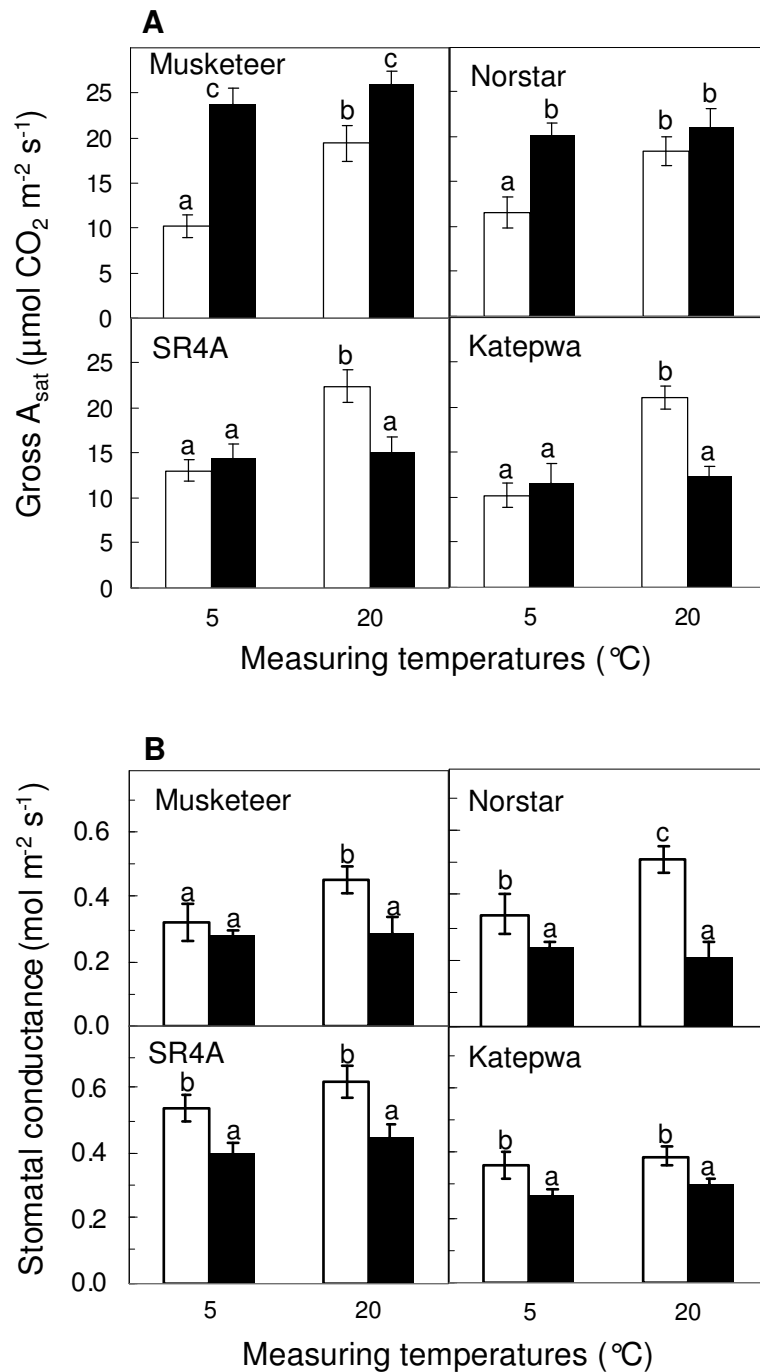 A
Musketeer
Norstar
25
20
15
10
5
0
a
c
b
c
a
b
b
b
SR4A
Katepwa
25
20
15
10
5
0
a
a
b
a
a
a
b
a
5
20
5
20
Gross A_sat (µmol CO₂ m⁻² s⁻¹)
Measuring temperatures (°C)
B
Musketeer
Norstar
0.6
0.4
0.2
0.0
a
a
b
a
b
a
c
a
SR4A
Katepwa
0.6
0.4
0.2
0.0
b
a
b
a
b
a
b
a
5
20
5
20
Stomatal conductance (mol m⁻² s⁻¹)
Measuring temperatures (°C)